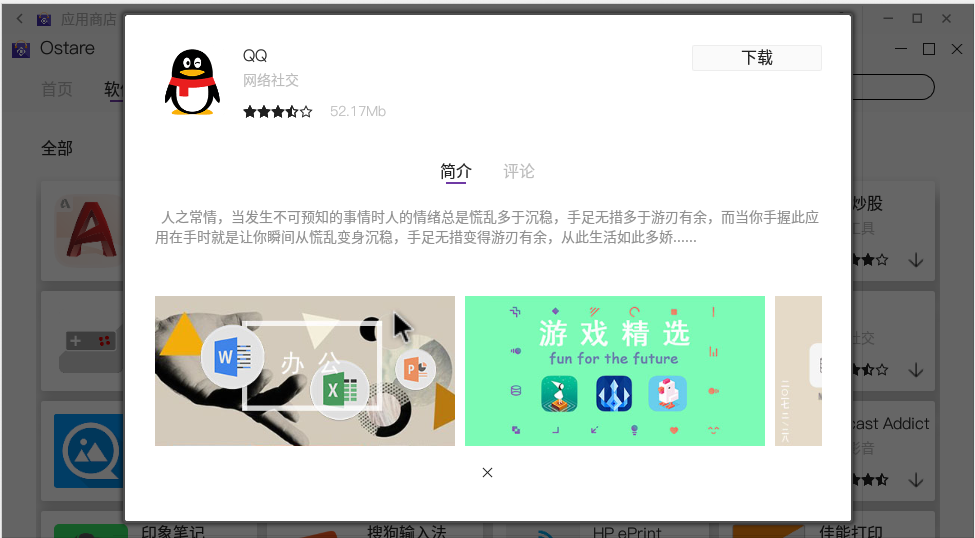 应用商店
Ostare
首页
软
全部
QQ
网络社交
52.17Mb
下载
简介
评论
人之常情，当发生不可预知的事情时人的情绪总是慌乱多于沉稳，手足无措多于游刃有余，而当你手握此应
用在手时就是让你瞬间从慌乱变身沉稳，手足无措变得游刃有余，从此生活如此多娇……
办公
W
X
P
游戏精选
fun for the future
炒股
工具
社交
cast Addict
影音
印象笔记
搜狗输入法
HP ePrint
佳能打印